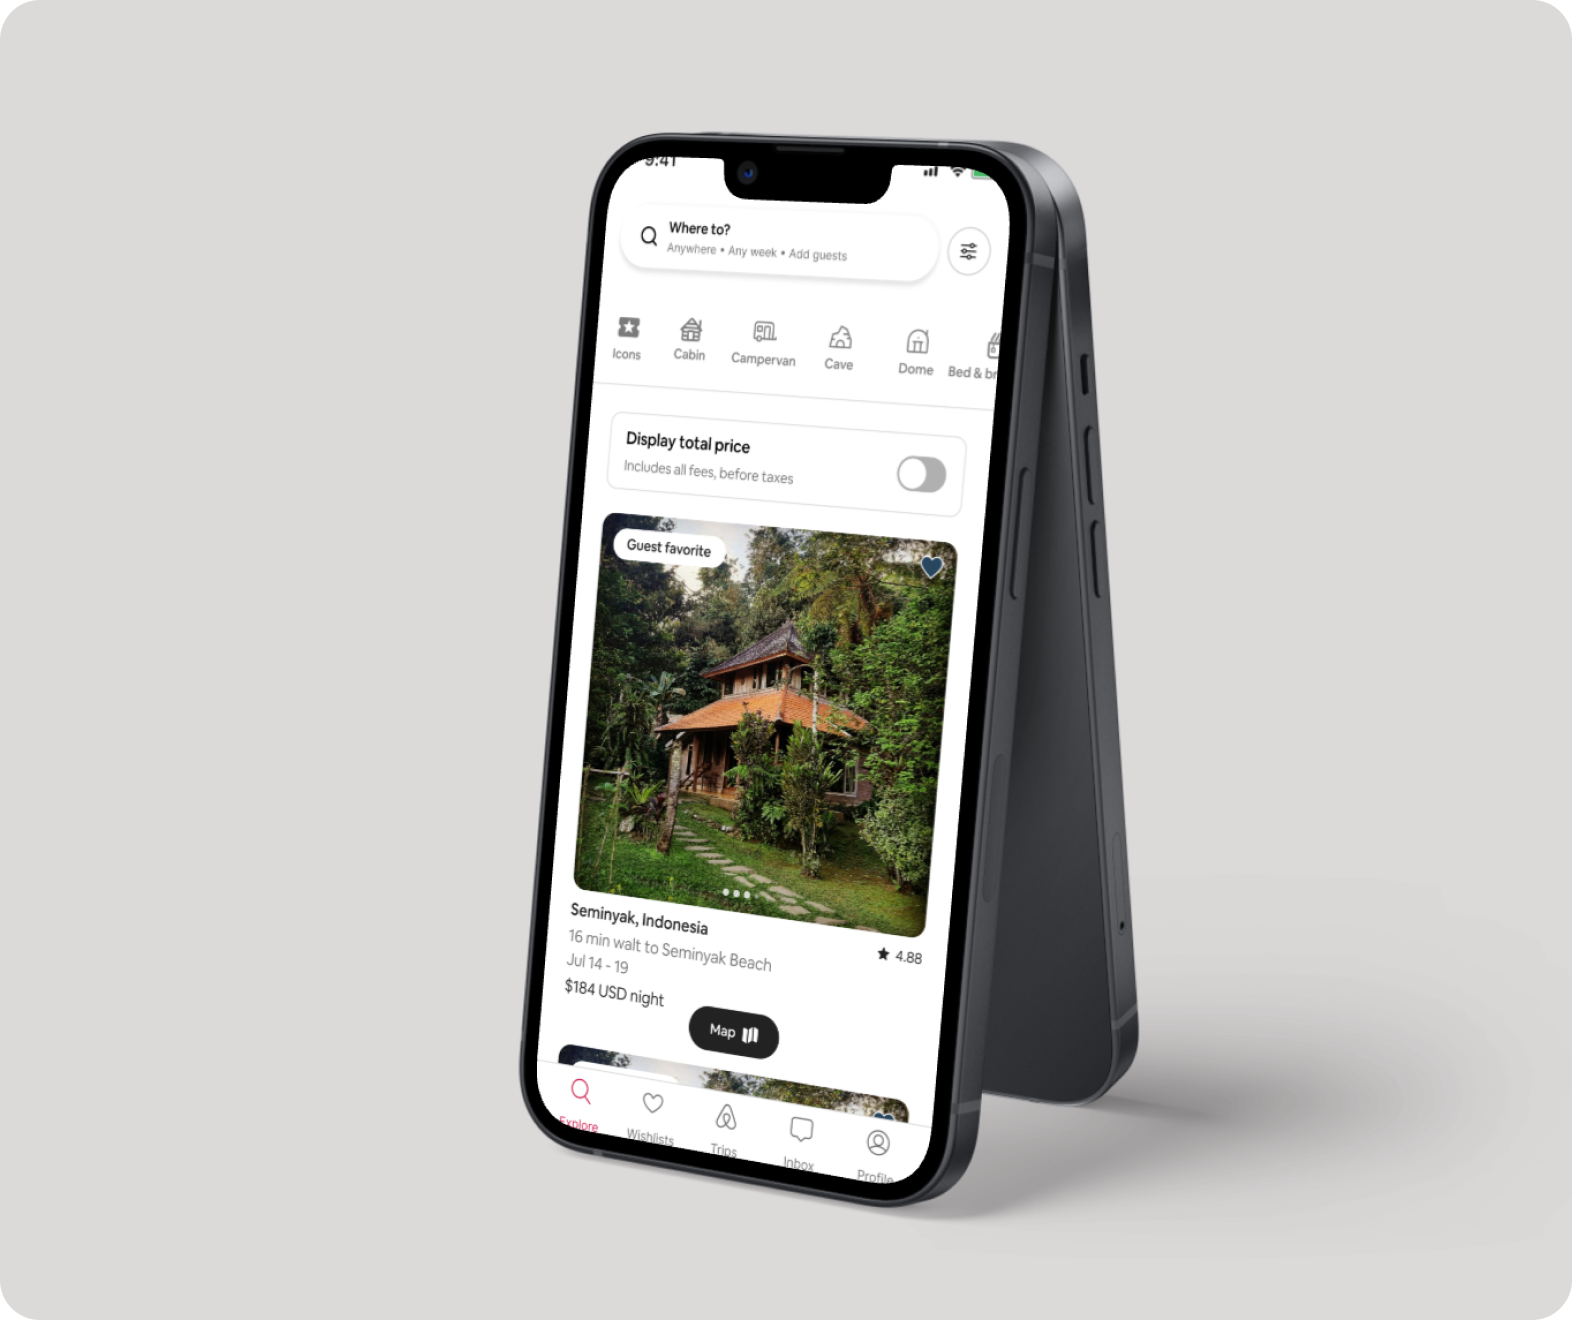 9:41
Where to?
Anywhere • Any week • Add guests
Icons
Cabin
Campervan
Cave
Dome
Bed & br
Display total price
Includes all fees, before taxes
Guest favorite
Seminyak, Indonesia
★ 4.88
16 min walt to Seminyak Beach
Jul 14 - 19
$184 USD night
Map
Explore
Wishlists
Trips
Inbox
Profile